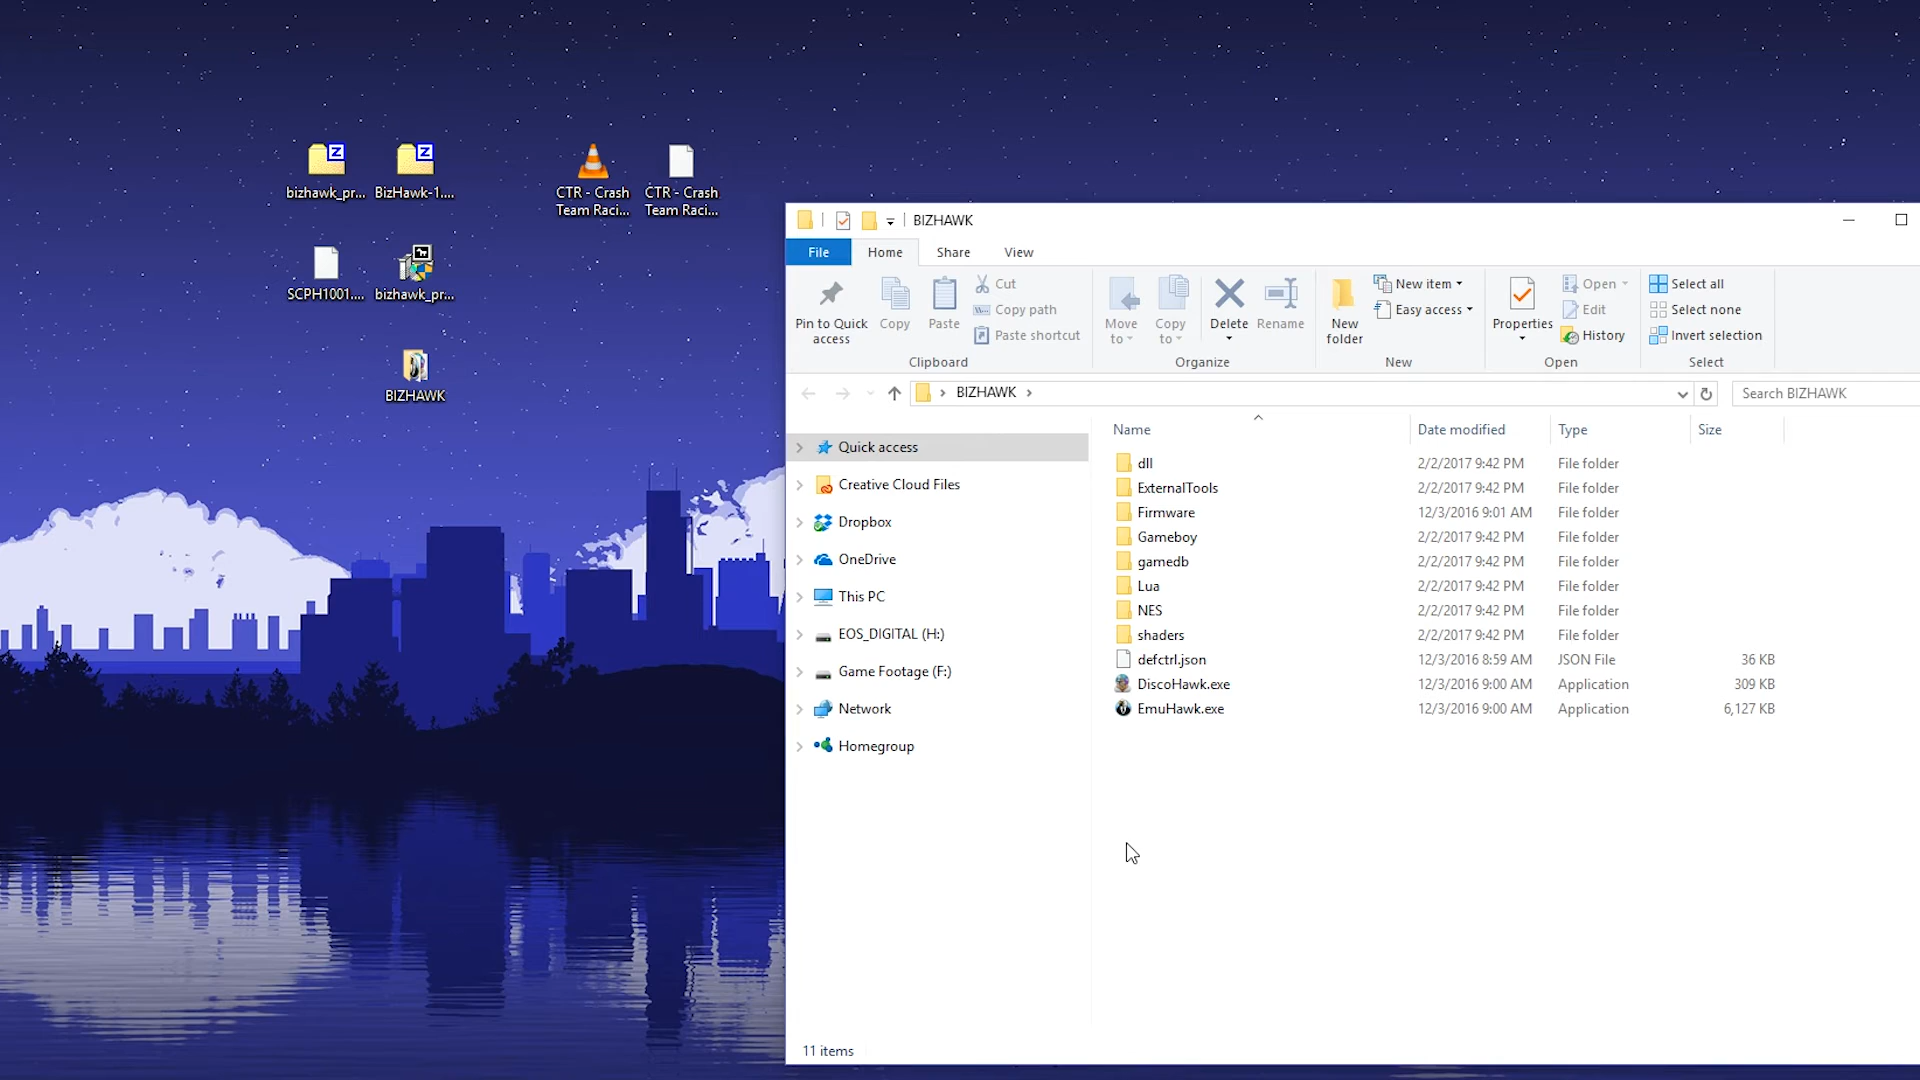 bizhawk_pr...
BizHawk-1....
CTR - Crash
Team Raci...
CTR - Crash
Team Raci...
SCPH1001....
bizhawk_pr...
BIZHAWK
BIZHAWK
File
Home
Share
View
Pin to Quick
access
Copy
Paste
Cut
Copy path
Paste shortcut
Clipboard
Move
to
Copy
to
Delete
Rename
Organize
New
folder
New item
Easy access
New
Properties
Open
Edit
History
Open
Select all
Select none
Invert selection
Select
BIZHAWK
Search BIZHAWK
Quick access
Creative Cloud Files
Dropbox
OneDrive
This PC
EOS_DIGITAL (H:)
Game Footage (F:)
Network
Homegroup
Name Date modified Type Size
dll 2/2/2017 9:42 PM File folder
ExternalTools 2/2/2017 9:42 PM File folder
Firmware 12/3/2016 9:01 AM File folder
Gameboy 2/2/2017 9:42 PM File folder
gamedb 2/2/2017 9:42 PM File folder
Lua 2/2/2017 9:42 PM File folder
NES 2/2/2017 9:42 PM File folder
shaders 2/2/2017 9:42 PM File folder
defctrl.json 12/3/2016 8:59 AM JSON File 36 KB
DiscoHawk.exe 12/3/2016 9:00 AM Application 309 KB
EmuHawk.exe 12/3/2016 9:00 AM Application 6,127 KB
11 items